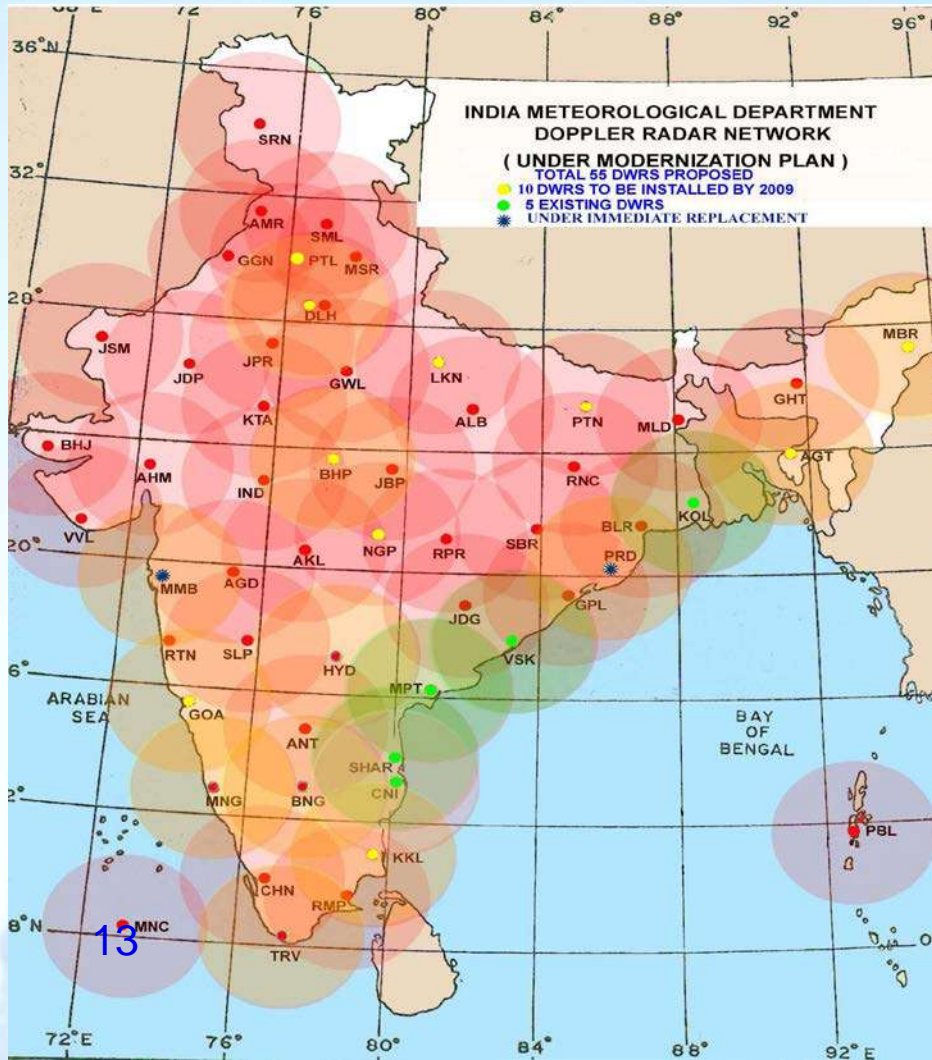 68°E 72 76° 80° 84° 88° 92° 96°E
36°N
INDIA METEOROLOGICAL DEPARTMENT
DOPPLER RADAR NETWORK
( UNDER MODERNIZATION PLAN )
TOTAL 55 DWRS PROPOSED
10 DWRS TO BE INSTALLED BY 2009
5 EXISTING DWRS
UNDER IMMEDIATE REPLACEMENT
SRN
32°
AMR
SML
GGN
PTL
MSR
28°
DLH
MBR
JSM
JPR
JDP
GWL
LKN
GHT
KTA
ALB
PTN
MLD
BHJ
AGT
AHM
BHP
JBP
RNC
IND
KOL
VVL
NGP
RPR
SBR
BLR
20°
AKL
PRD
MMB
AGD
JDG
GPL
RTN
SLP
VSK
HYD
6°
MPT
ARABIAN
SEA
GOA
BAY
OF
BENGAL
ANT
SHAR
CNI
MNG
BNG
2°
PBL
KKL
CHN
RMP
8°N
MNC
13
TRV
72°E 76° 80° 84° 88° 92°E